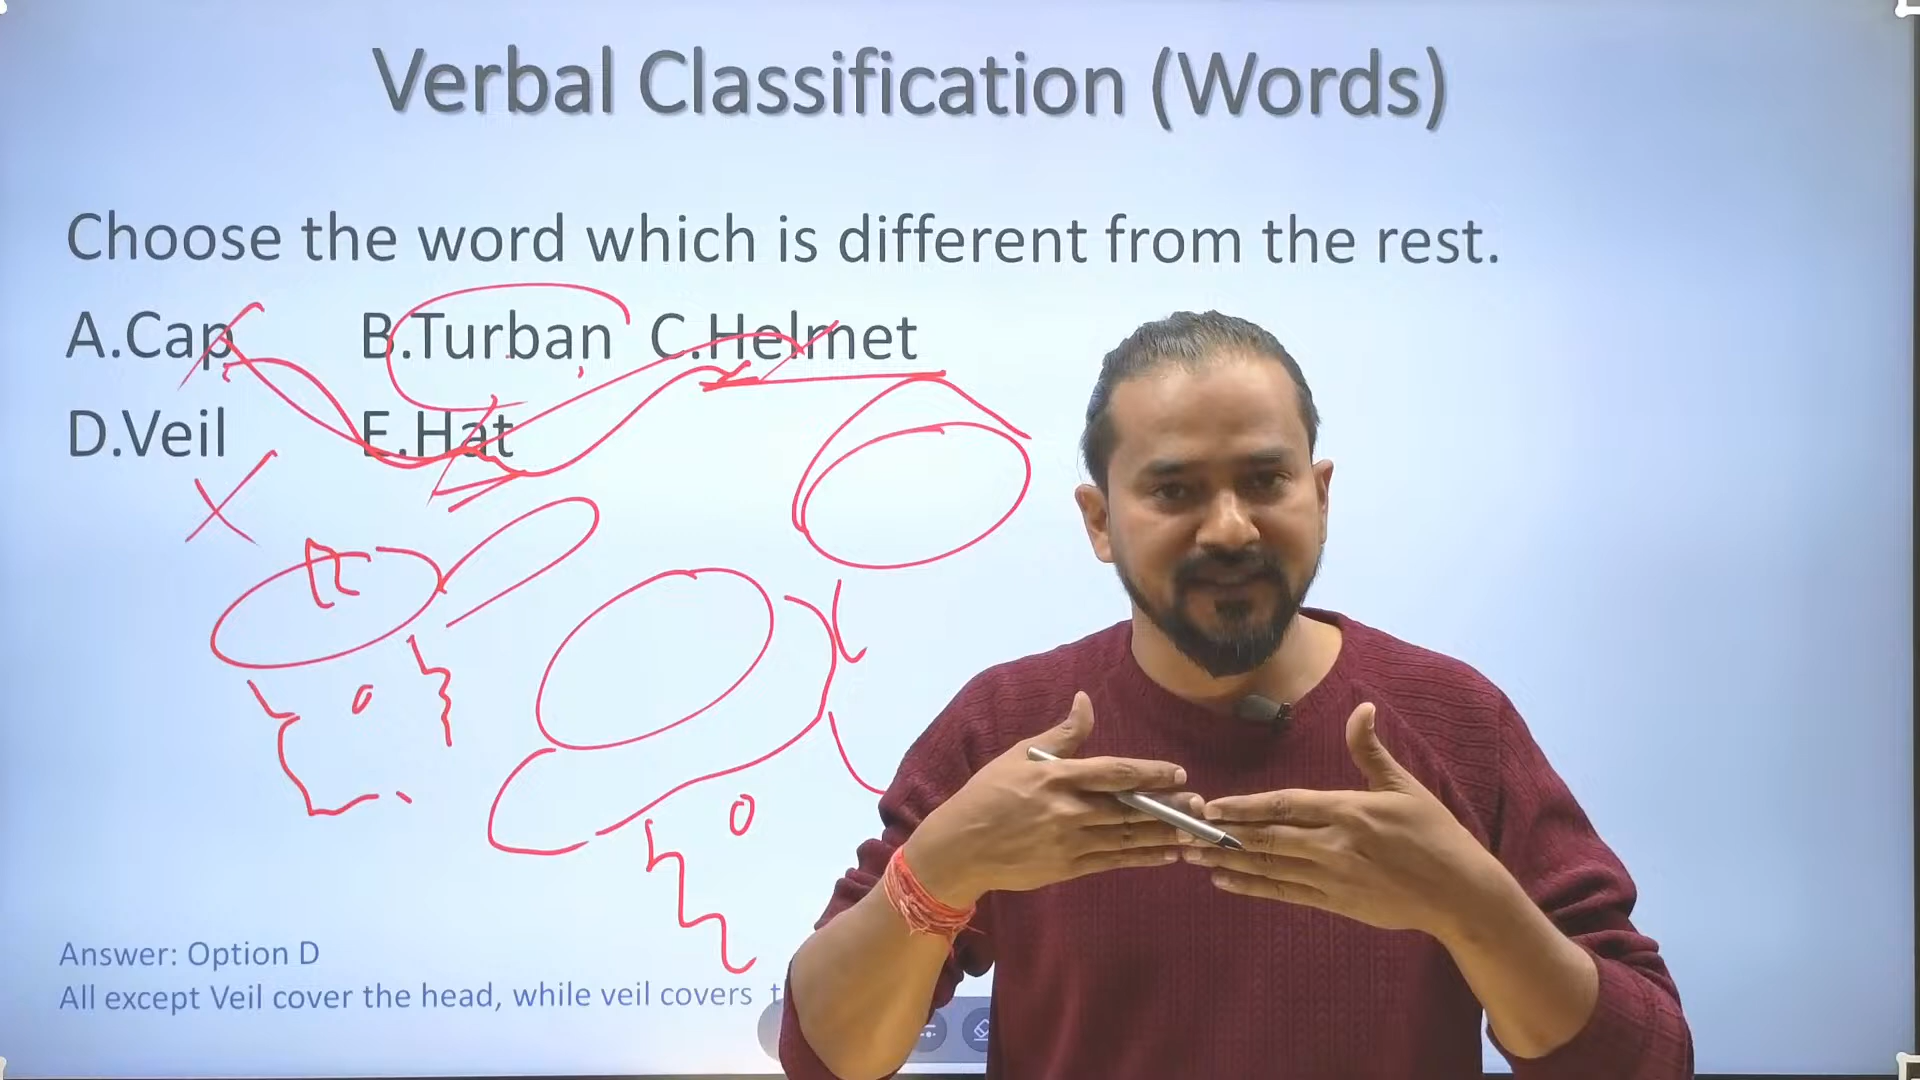 Verbal Classification (Words)
Choose the word which is different from the rest.
A.Cap B.Turban C.Helmet
D.Veil E.Hat
Answer: Option D
All except Veil cover the head, while veil covers